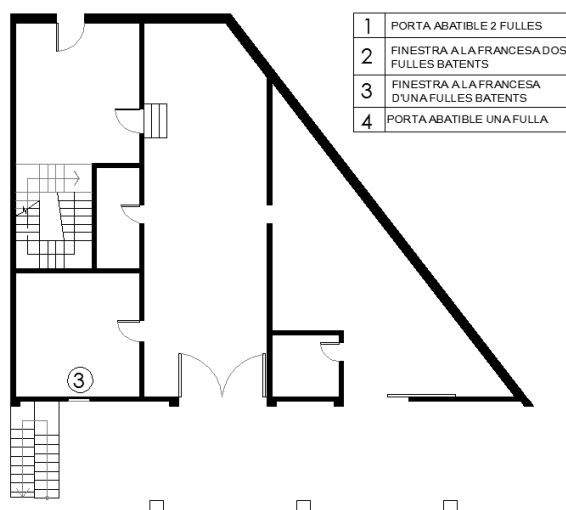 1 PORTA ABATIBLE 2 FULLES
2 FINESTRA A LA FRANCESA DOS
FULLES BATENTS
3 FINESTRA A LA FRANCESA
D'UNA FULLES BATENTS
4 PORTA ABATIBLE UNA FULLA
3